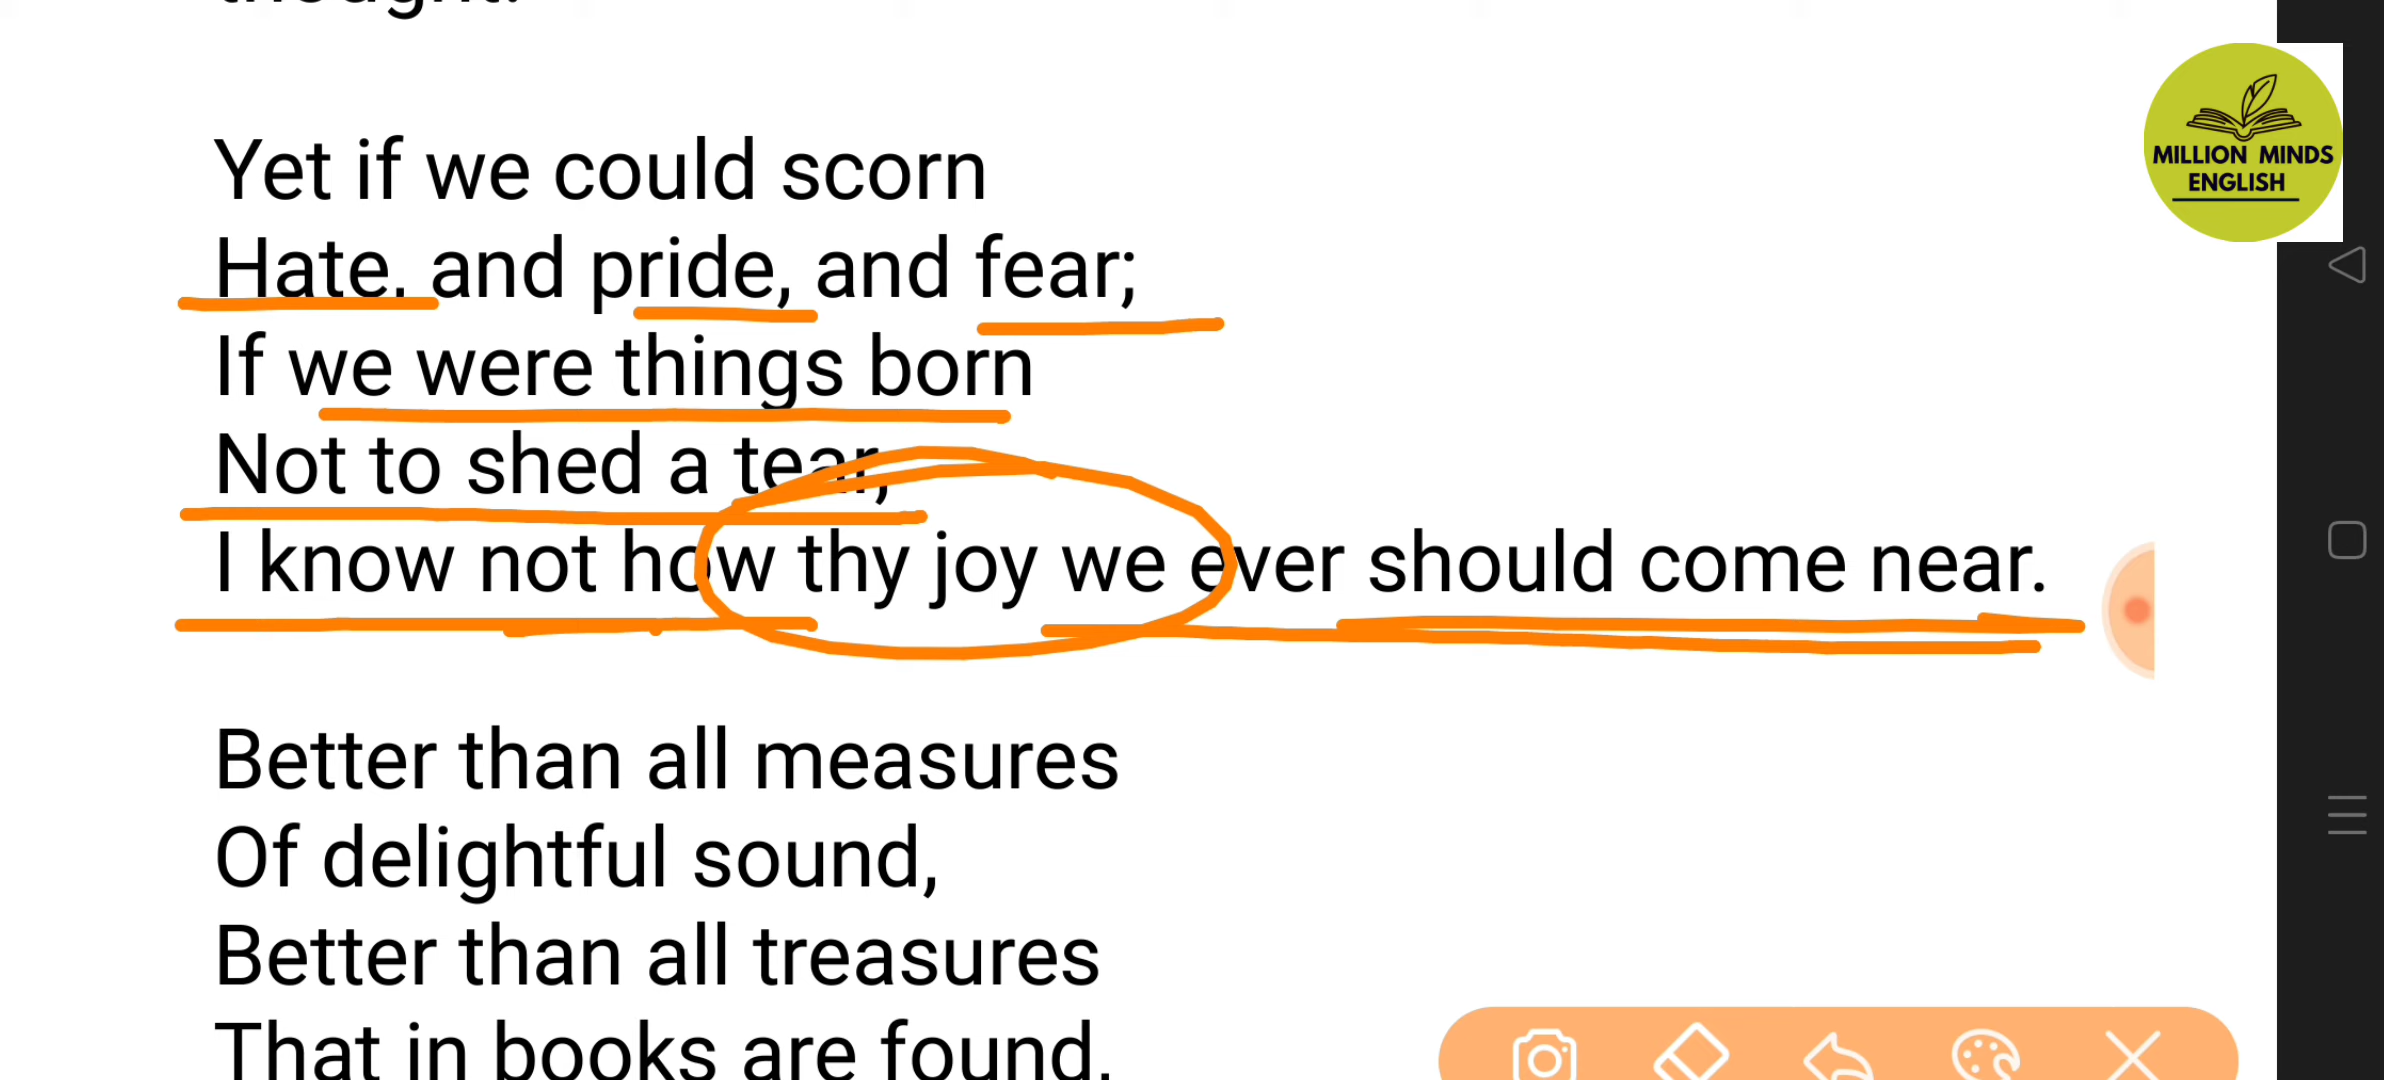 thought.
Yet if we could scorn
Hate, and pride, and fear;
If we were things born
Not to shed a tear,
I know not how thy joy we ever should come near.
Better than all measures
Of delightful sound,
Better than all treasures
That in books are found,
MILLION MINDS
ENGLISH